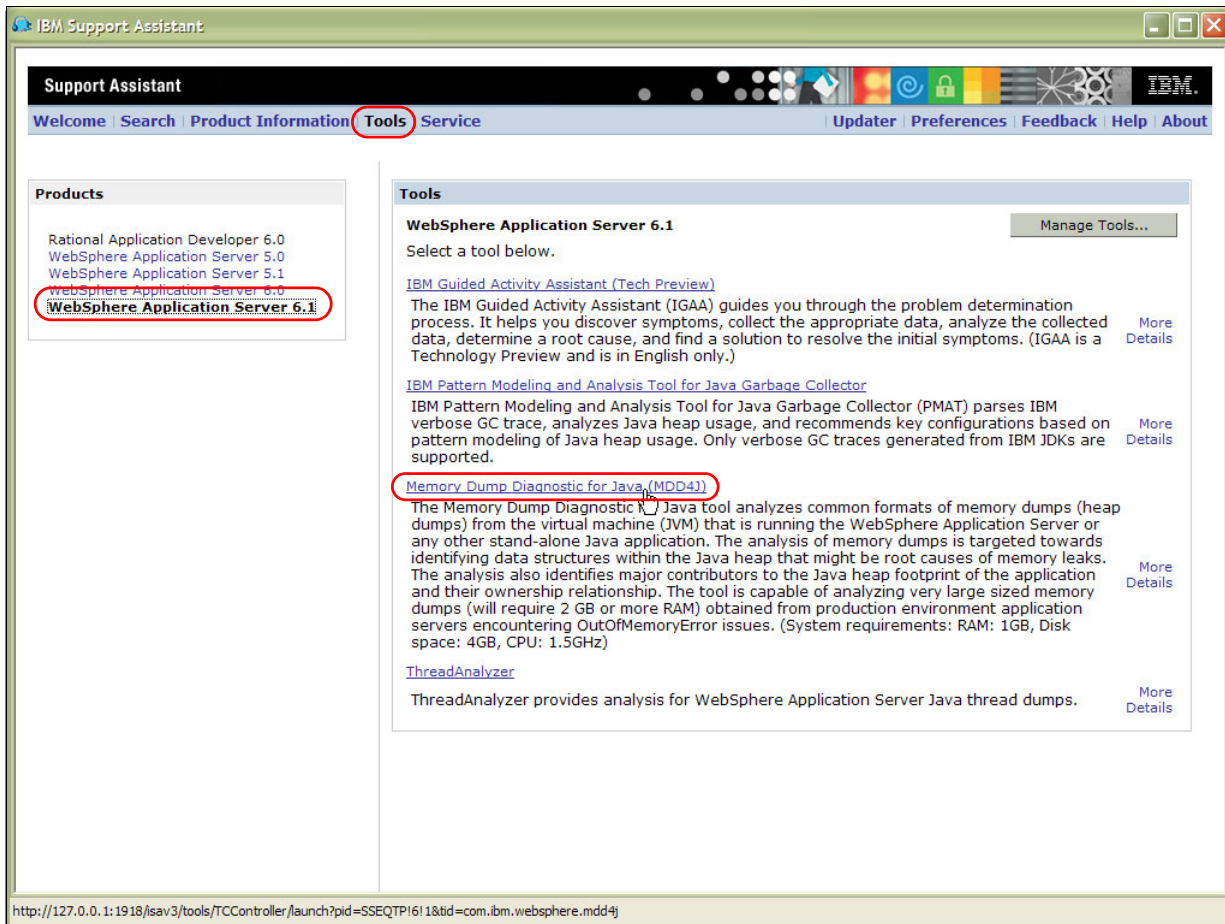 IBM Support Assistant
Support Assistant
IBM.
Welcome | Search | Product Information | Tools | Service | Updater | Preferences | Feedback | Help | About
Products
Rational Application Developer 6.0
WebSphere Application Server 5.0
WebSphere Application Server 5.1
WebSphere Application Server 6.0
WebSphere Application Server 6.1
Tools
WebSphere Application Server 6.1
Manage Tools...
Select a tool below.
IBM Guided Activity Assistant (Tech Preview)
The IBM Guided Activity Assistant (IGAA) guides you through the problem determination
process. It helps you discover symptoms, collect the appropriate data, analyze the collected
data, determine a root cause, and find a solution to resolve the initial symptoms. (IGAA is a
Technology Preview and is in English only.)
More
Details
IBM Pattern Modeling and Analysis Tool for Java Garbage Collector
IBM Pattern Modeling and Analysis Tool for Java Garbage Collector (PMAT) parses IBM
verbose GC trace, analyzes Java heap usage, and recommends key configurations based on
pattern modeling of Java heap usage. Only verbose GC traces generated from IBM JDKs are
supported.
More
Details
Memory Dump Diagnostic for Java (MDD4J)
The Memory Dump Diagnostic Java tool analyzes common formats of memory dumps (heap
dumps) from the virtual machine (JVM) that is running the WebSphere Application Server or
any other stand-alone Java application. The analysis of memory dumps is targeted towards
identifying data structures within the Java heap that might be root causes of memory leaks.
The analysis also identifies major contributors to the Java heap footprint of the application
and their ownership relationship. The tool is capable of analyzing very large sized memory
dumps (will require 2 GB or more RAM) obtained from production environment application
servers encountering OutOfMemoryError issues. (System requirements: RAM: 1GB, Disk
space: 4GB, CPU: 1.5GHz)
More
Details
ThreadAnalyzer
ThreadAnalyzer provides analysis for WebSphere Application Server Java thread dumps.
More
Details
http://127.0.0.1:1918/isav3/tools/TCController/launch?pid=SSEQTP!6!1&tid=com.ibm.websphere.mdd4j